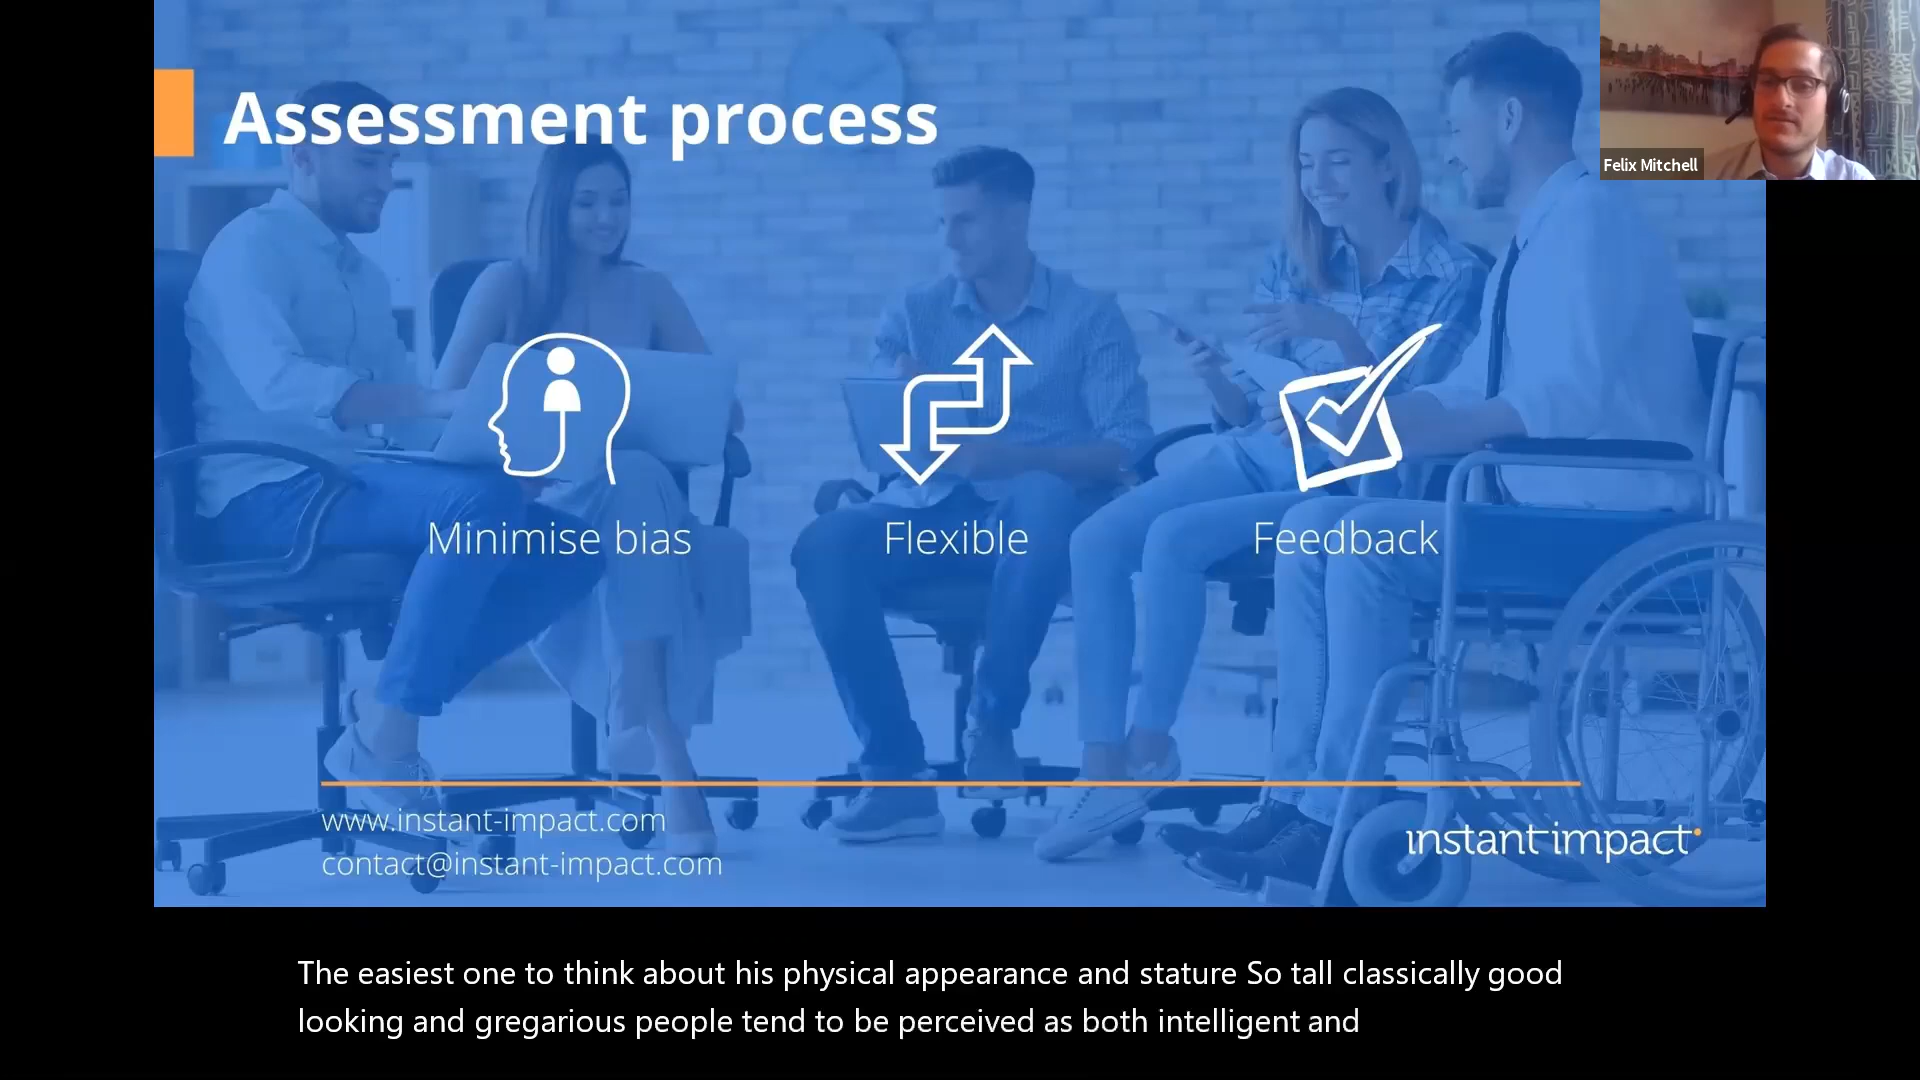 Assessment process
Felix Mitchell
Minimise bias
Flexible
Feedback
www.instant-impact.com
contact@instant-impact.com
instant impact
The easiest one to think about his physical appearance and stature So tall classically good
looking and gregarious people tend to be perceived as both intelligent and